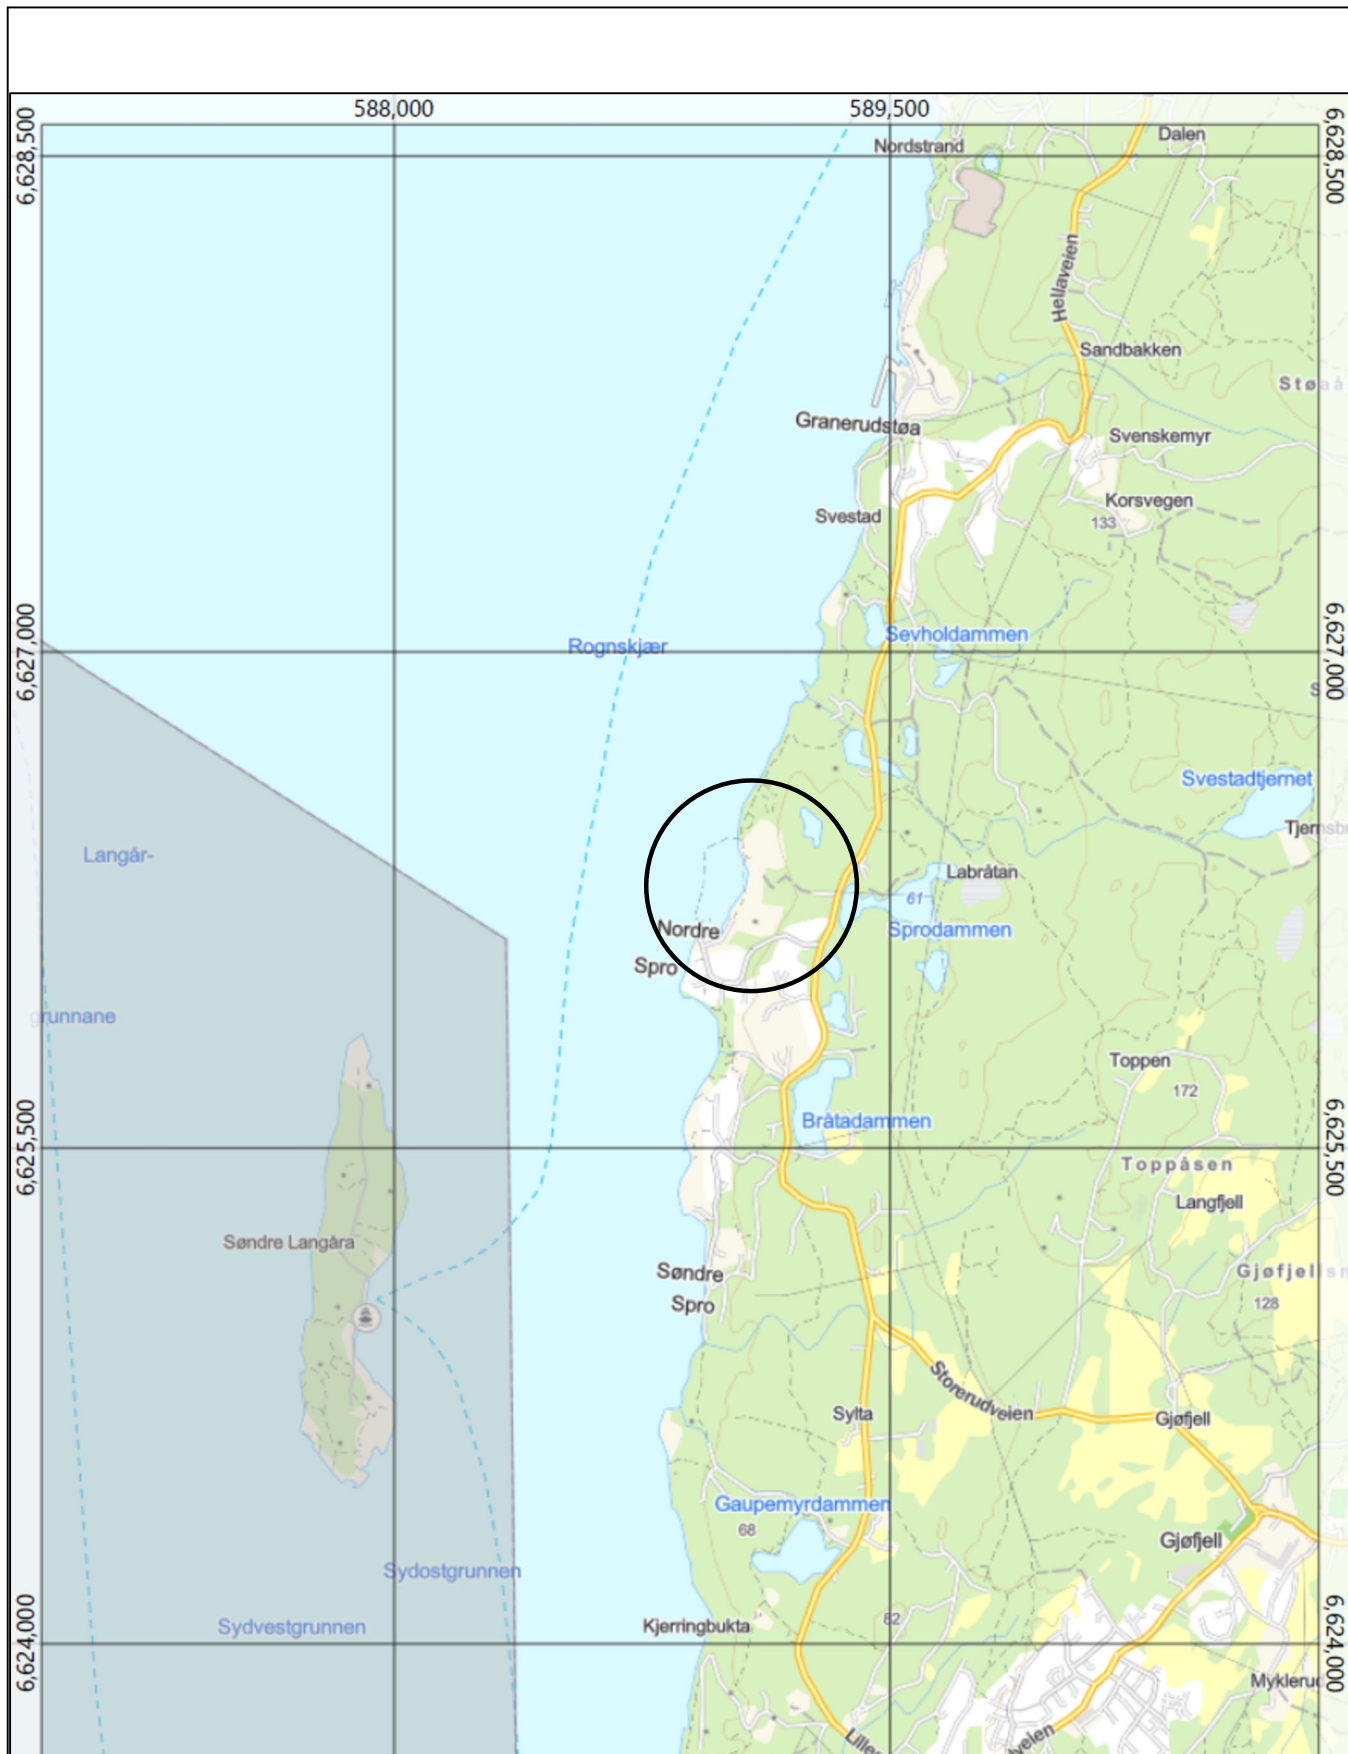 588,000
589,500
6,628,500
6,628,500
Nordstrand
Dalen
Hellaveien
Sandbakken
Granerudstøa
Svenskemyr
Svestad
Korsvegen
133
6,627,000
6,627,000
Rognskjær
Sevholdammen
Svestadtjernet
Langår-
Labråtan
61
Nordre
Spro
Sprodammen
grunnane
Toppen
172
6,625,500
6,625,500
Bråtadammen
Toppåsen
Langfjell
Søndre Langåra
Søndre
Spro
128
Storerudveien
Sylta
Gjøfjell
Gaupemyrdammen
68
Gjøfjell
Sydostgrunnen
Sydvestgrunnen
Kjerringbukta
82
6,624,000
6,624,000